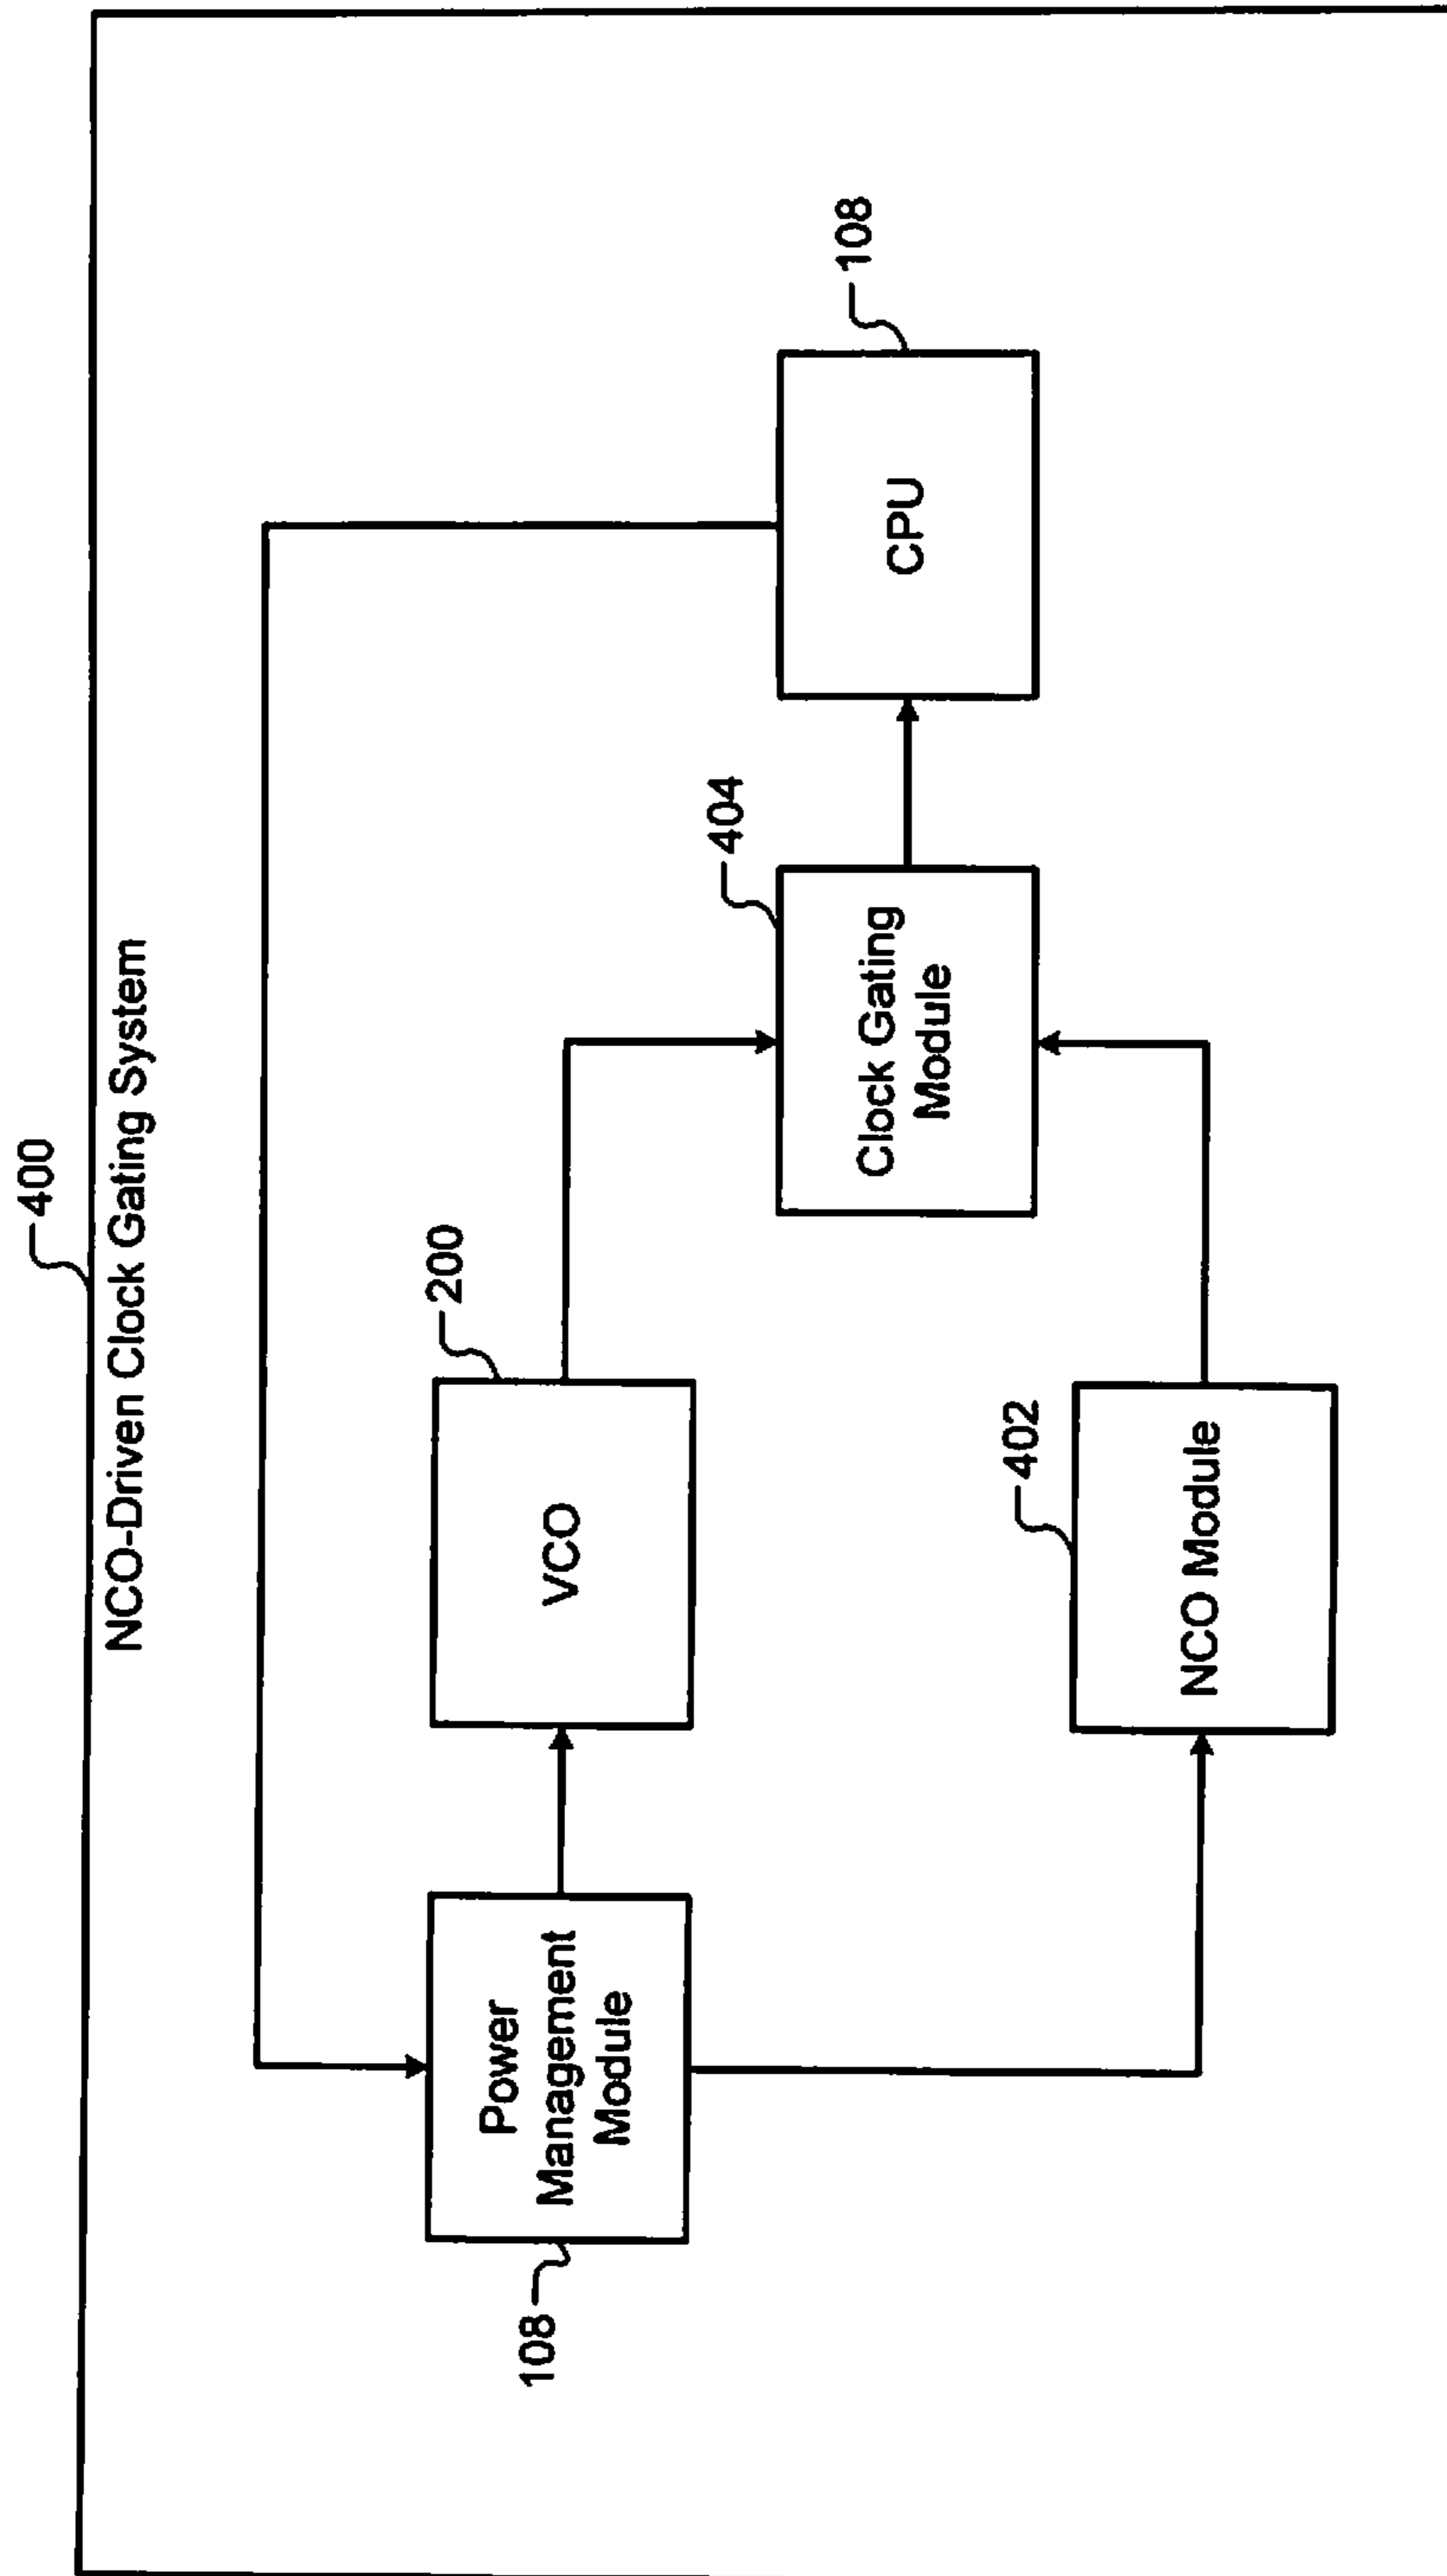 400
NCO-Driven Clock Gating System
108
Power
Management
Module
VCO
200
Clock Gating
Module
404
CPU
108
NCO Module
402